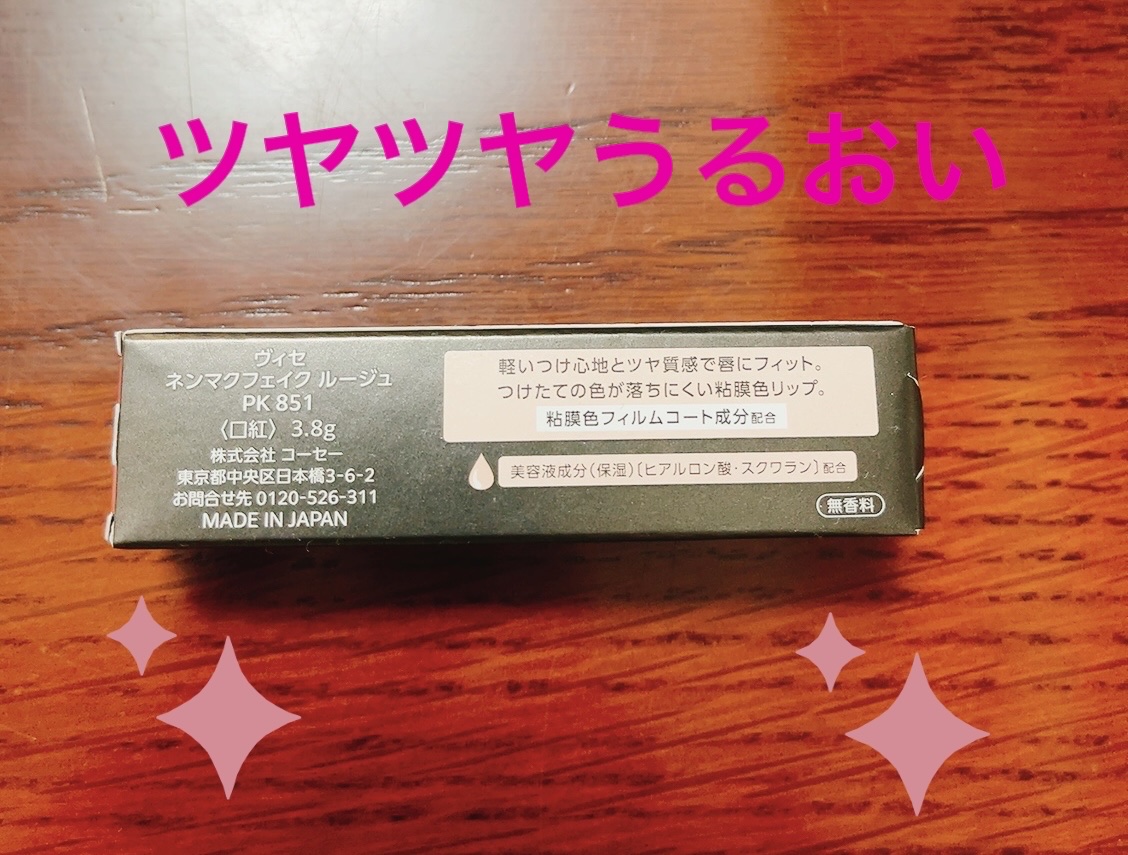 ツヤツヤうるおい
ヴィセ
ネンマクフェイク ルージュ
PK 851
〈口紅〉 3.8g
株式会社 コーセー
東京都中央区日本橋3-6-2
お問合せ先 0120-526-311
MADE IN JAPAN
軽いつけ心地とツヤ質感で唇にフィット。
つけたての色が落ちにくい粘膜色リップ。
粘膜色フィルムコート成分配合
美容液成分(保湿)〔ヒアルロン酸・スクワラン〕配合
無香料